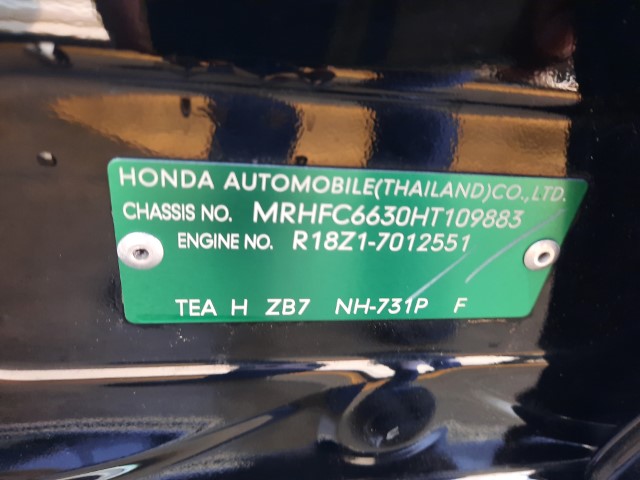 HONDA AUTOMOBILE(THAILAND)CO.,LTD.
CHASSIS NO. MRHFC6630HT109883
ENGINE NO. R18Z1-7012551
TEA H ZB7 NH-731P F